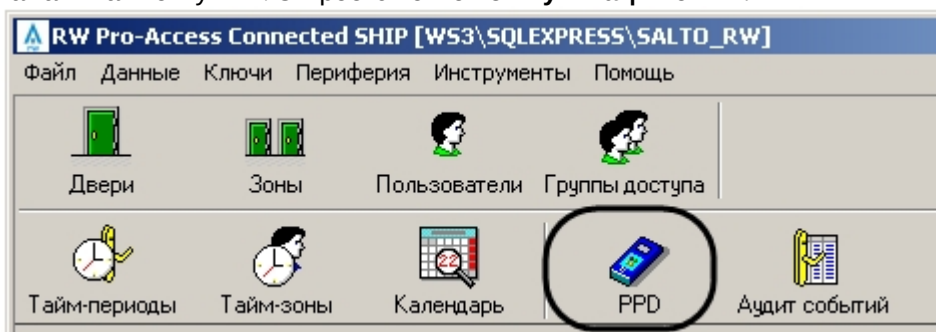 RW Pro-Access Connected SHIP [WS3\SQLEXPRESS\SALTO_RW]
Файл Данные Ключи Периферия Инструменты Помощь
Двери Зоны Пользователи Группы доступа
22
Тайм-периоды Тайм-зоны Календарь PPD Аудит событий